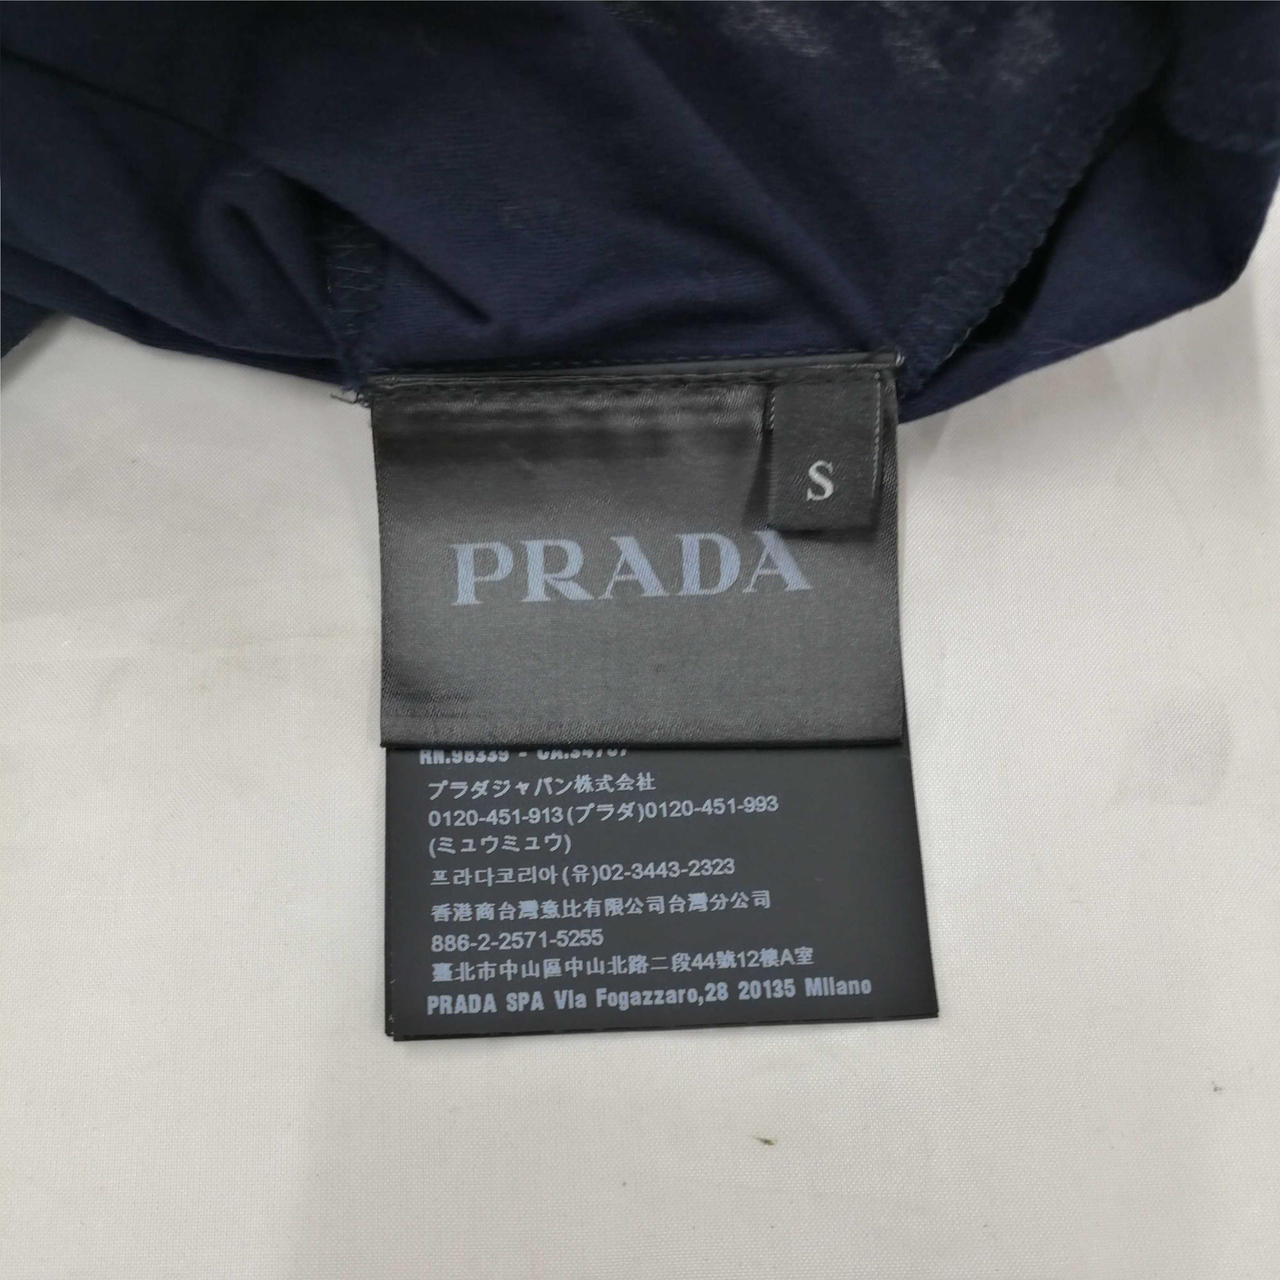 S
PRADA
RN.98339 - CA.34767
プラダジャパン株式会社
0120-451-913(プラダ)0120-451-993
(ミュウミュウ)
프라다코리아(유)02-3443-2323
香港商台灣意比有限公司台灣分公司
886-2-2571-5255
臺北市中山區中山北路二段44號12樓A室
PRADA SPA Via Fogazzaro,28 20135 Milano